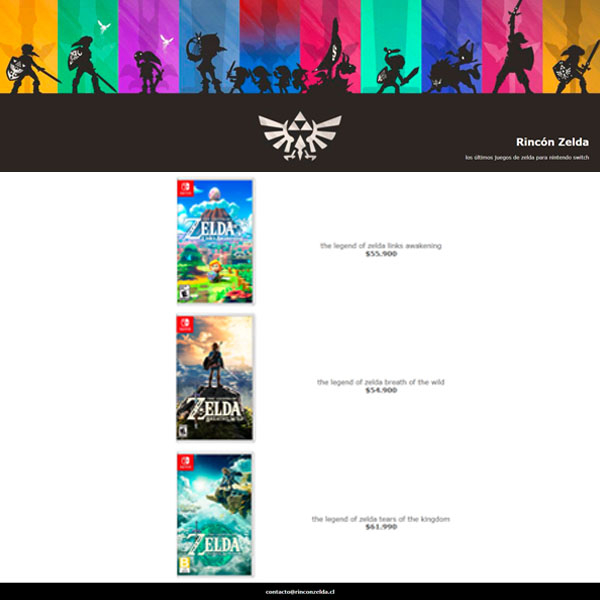 Rincón Zelda
los últimos juegos de zelda para nintendo switch
ZELDA
the legend of zelda links awakening
$55.900
ZELDA
the legend of zelda breath of the wild
$54.900
ZELDA
the legend of zelda tears of the kingdom
$61.990
contacto@rinconzelda.cl